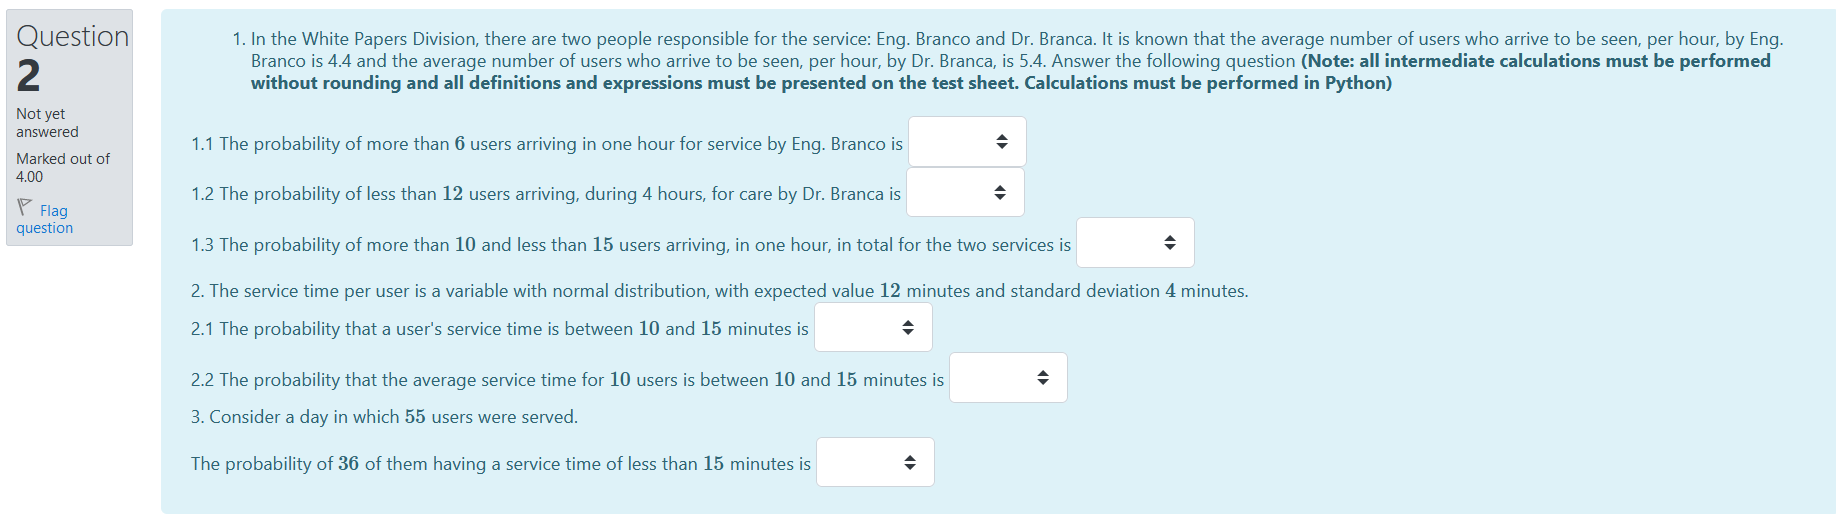 Question
2
Not yet
answered
Marked out of
4.00
Flag
question
1. In the White Papers Division, there are two people responsible for the service: Eng. Branco and Dr. Branca. It is known that the average number of users who arrive to be seen, per hour, by Eng.
Branco is 4.4 and the average number of users who arrive to be seen, per hour, by Dr. Branca, is 5.4. Answer the following question (Note: all intermediate calculations must be performed
without rounding and all definitions and expressions must be presented on the test sheet. Calculations must be performed in Python)
1.1 The probability of more than 6 users arriving in one hour for service by Eng. Branco is
1.2 The probability of less than 12 users arriving, during 4 hours, for care by Dr. Branca is
1.3 The probability of more than 10 and less than 15 users arriving, in one hour, in total for the two services is
2. The service time per user is a variable with normal distribution, with expected value 12 minutes and standard deviation 4 minutes.
2.1 The probability that a user's service time is between 10 and 15 minutes is
2.2 The probability that the average service time for 10 users is between 10 and 15 minutes is
3. Consider a day in which 55 users were served.
The probability of 36 of them having a service time of less than 15 minutes is